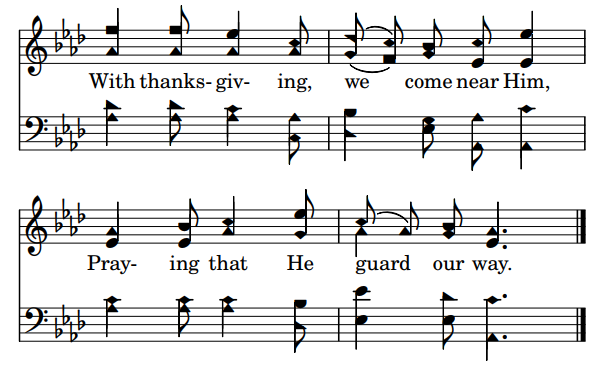 With thanks- giv- ing, we come near Him,
Pray- ing that He guard our way.